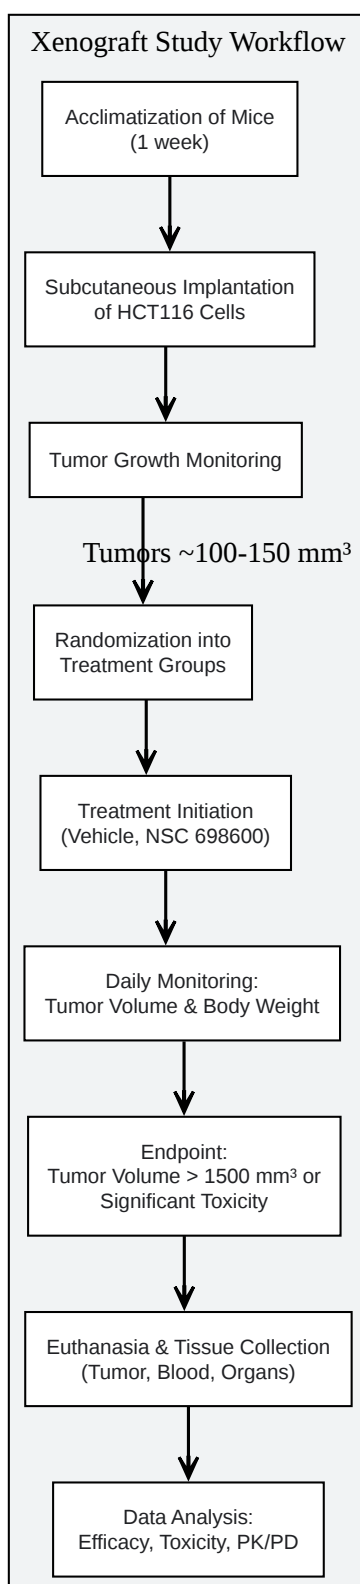 Xenograft Study Workflow
Acclimatization of Mice
(1 week)
Subcutaneous Implantation
of HCT116 Cells
Tumor Growth Monitoring
Tumors ~100-150 mm³
Randomization into
Treatment Groups
Treatment Initiation
(Vehicle, NSC 698600)
Daily Monitoring:
Tumor Volume & Body Weight
Endpoint:
Tumor Volume > 1500 mm³ or
Significant Toxicity
Euthanasia & Tissue Collection
(Tumor, Blood, Organs)
Data Analysis:
Efficacy, Toxicity, PK/PD